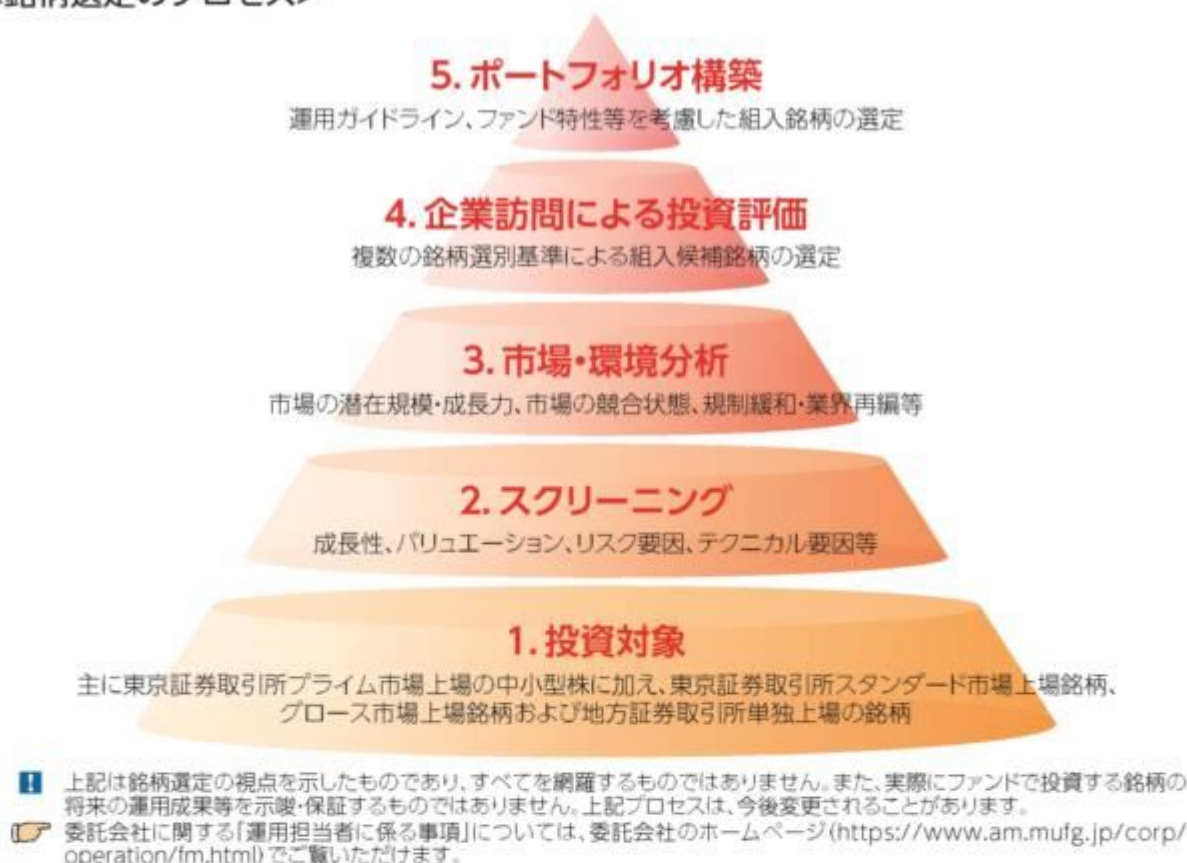 銘柄選定のプロセス
5. ポートフォリオ構築
運用ガイドライン、ファンド特性等を考慮した組入銘柄の選定
4. 企業訪問による投資評価
複数の銘柄選別基準による組入候補銘柄の選定
3. 市場・環境分析
市場の潜在規模・成長力、市場の競合状態、規制緩和・業界再編等
2. スクリーニング
成長性、バリュエーション、リスク要因、テクニカル要因等
1. 投資対象
主に東京証券取引所プライム市場上場の中小型株に加え、東京証券取引所スタンダード市場上場銘柄、
グロース市場上場銘柄および地方証券取引所単独上場の銘柄
上記は銘柄選定の視点を示したものであり、すべてを網羅するものではありません。また、実際にファンドで投資する銘柄の
将来の運用成果等を示唆・保証するものではありません。上記プロセスは、今後変更されることがあります。
委託会社に関する「運用担当者に係る事項」については、委託会社のホームページ(https://www.am.mufg.jp/corp/
operation/fm.html)でご覧いただけます。